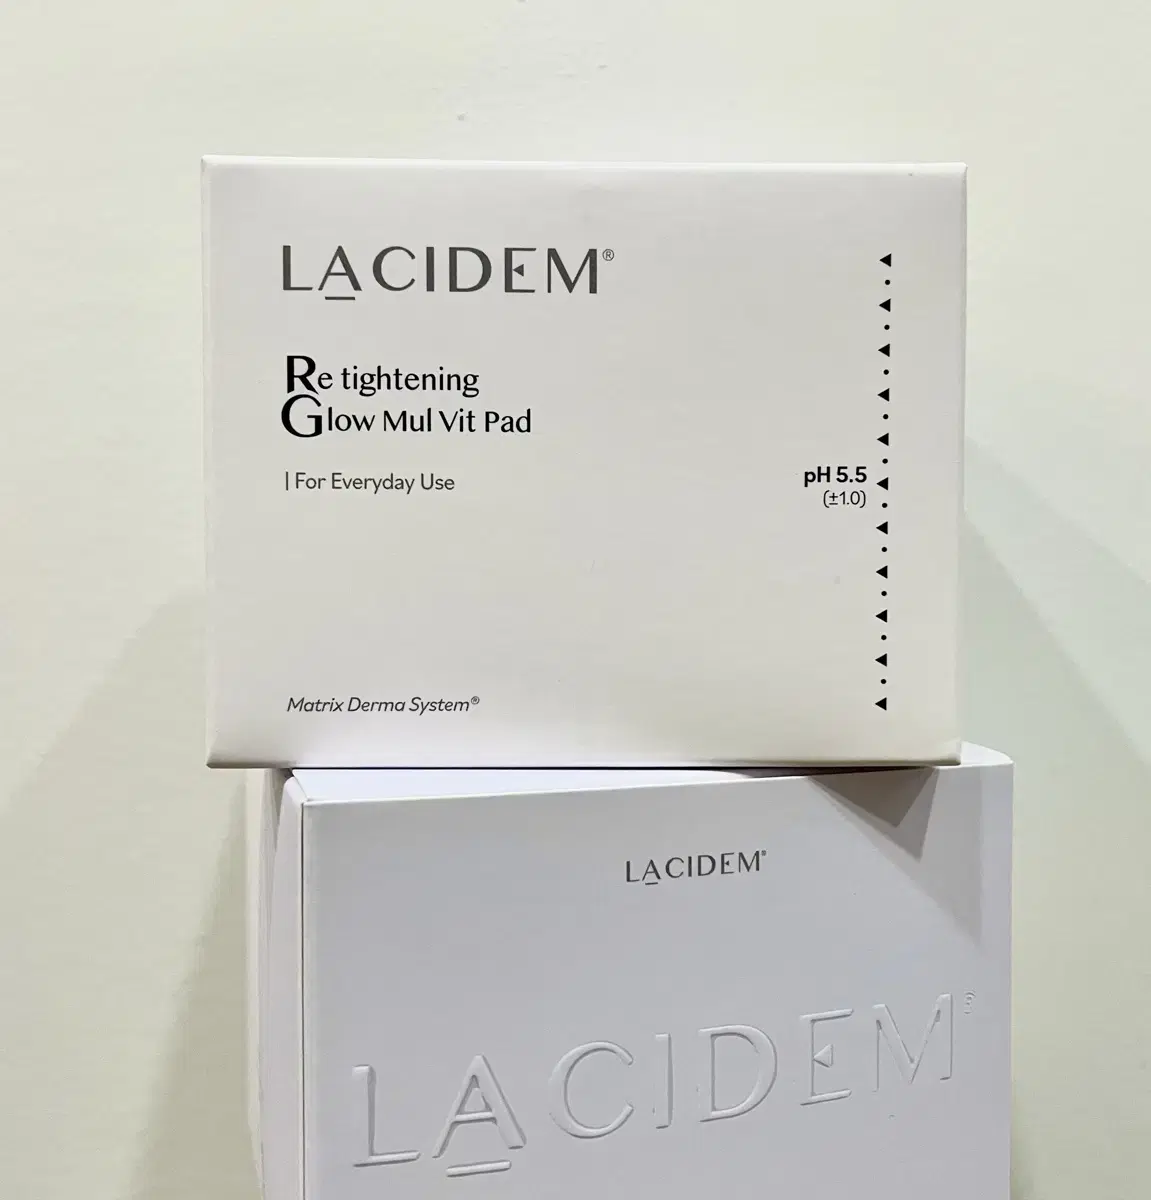 LACIDEM®
Re tightening
Glow Mul Vit Pad
| For Everyday Use
pH 5.5
(±1.0)
Matrix Derma System®
LACIDEM®
LACIDEM®